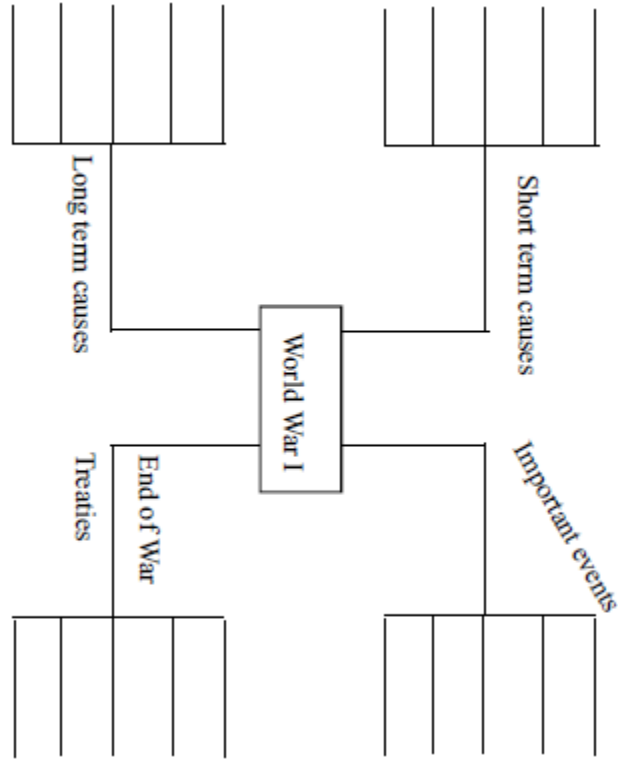 Short term causes
Important events
World War I
Long term causes
End of War
Treaties